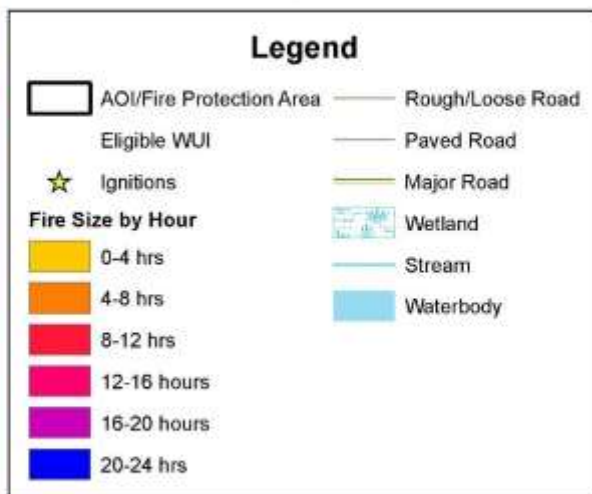 Legend
AOI/Fire Protection Area
Eligible WUI
Ignitions
Fire Size by Hour
0-4 hrs
4-8 hrs
8-12 hrs
12-16 hours
16-20 hours
20-24 hrs
Rough/Loose Road
Paved Road
Major Road
Wetland
Stream
Waterbody